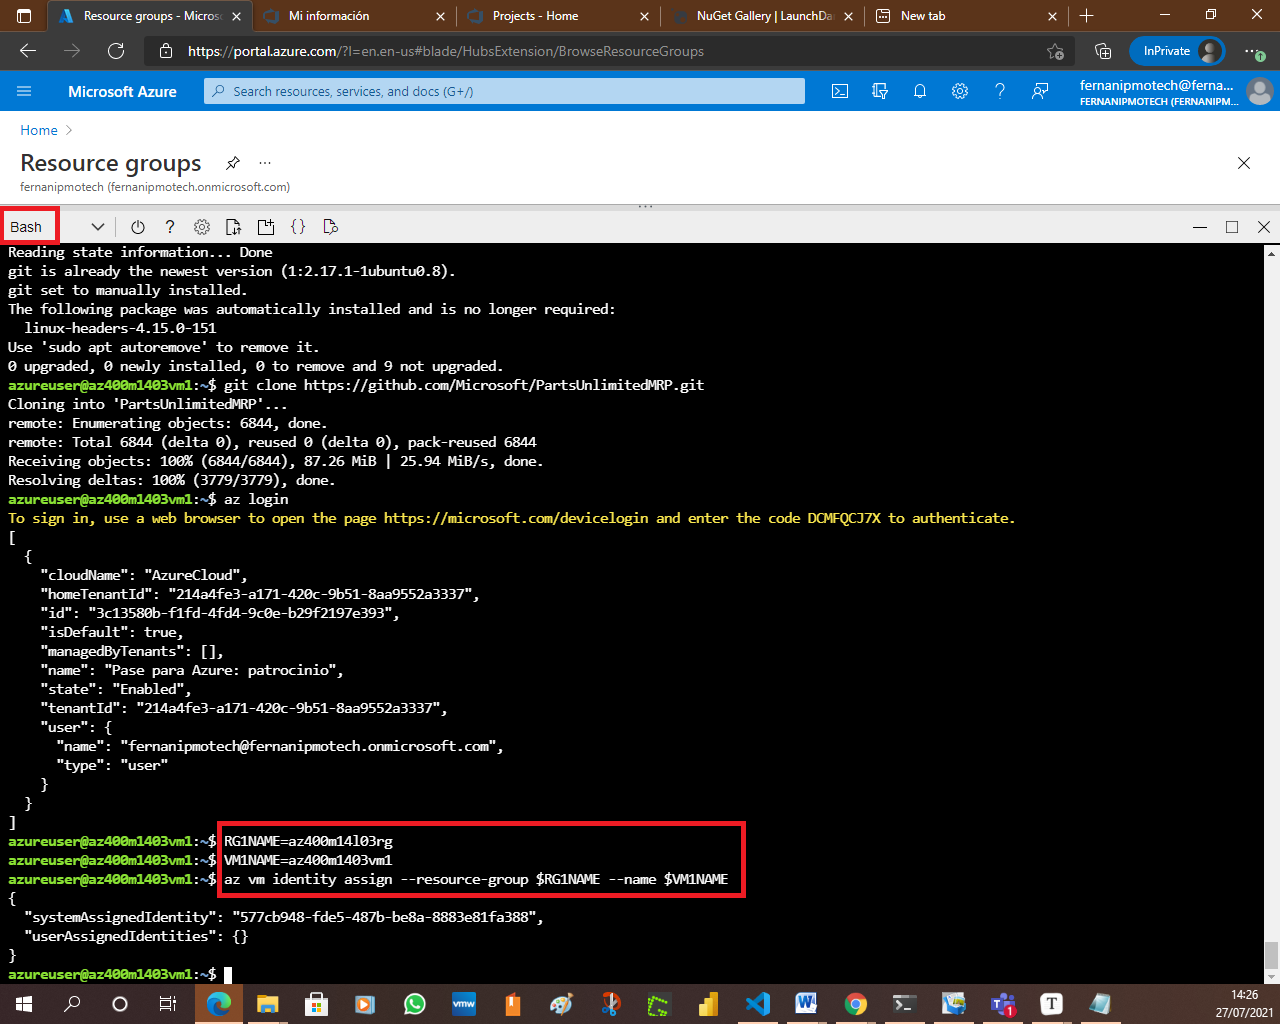 Resource groups - Micros
Mi información
Projects - Home
NuGet Gallery | LaunchDa
New tab
https://portal.azure.com/?l=en.en-us#blade/HubsExtension/BrowseResourceGroups
InPrivate
Microsoft Azure
Search resources, services, and docs (G+/)
fernanipmotech@ferna...
FERNANIPMOTECH (FERNANIPM...
Home
Resource groups
fernanipmotech (fernanipmotech.onmicrosoft.com)
Bash
Reading state information... Done
git is already the newest version (1:2.17.1-1ubuntu0.8).
git set to manually installed.
The following package was automatically installed and is no longer required:
linux-headers-4.15.0-151
Use 'sudo apt autoremove' to remove it.
0 upgraded, 0 newly installed, 0 to remove and 9 not upgraded.
azureuser@az400m1403vm1:~$ git clone https://github.com/Microsoft/PartsUnlimitedMRP.git
Cloning into 'PartsUnlimitedMRP'...
remote: Enumerating objects: 6844, done.
remote: Total 6844 (delta 0), reused 0 (delta 0), pack-reused 6844
Receiving objects: 100% (6844/6844), 87.26 MiB | 25.94 MiB/s, done.
Resolving deltas: 100% (3779/3779), done.
azureuser@az400m1403vm1:~$ az login
To sign in, use a web browser to open the page https://microsoft.com/devicelogin and enter the code DCMFQCJ7X to authenticate.
[
{
"cloudName": "AzureCloud",
"homeTenantId": "214a4fe3-a171-420c-9b51-8aa9552a3337",
"id": "3c13580b-f1fd-4fd4-9c0e-b29f2197e393",
"isDefault": true,
"managedByTenants": [],
"name": "Pase para Azure: patrocinio",
"state": "Enabled",
"tenantId": "214a4fe3-a171-420c-9b51-8aa9552a3337",
"user": {
"name": "fernanipmotech@fernanipmotech.onmicrosoft.com",
"type": "user"
}
}
]
azureuser@az400m1403vm1:~$ RG1NAME=az400m14l03rg
azureuser@az400m1403vm1:~$ VM1NAME=az400m1403vm1
azureuser@az400m1403vm1:~$ az vm identity assign --resource-group $RG1NAME --name $VM1NAME
{
"systemAssignedIdentity": "577cb948-fde5-487b-be8a-8883e81fa388",
"userAssignedIdentities": {}
}
azureuser@az400m1403vm1:~$
vmw
14:26
27/07/2021